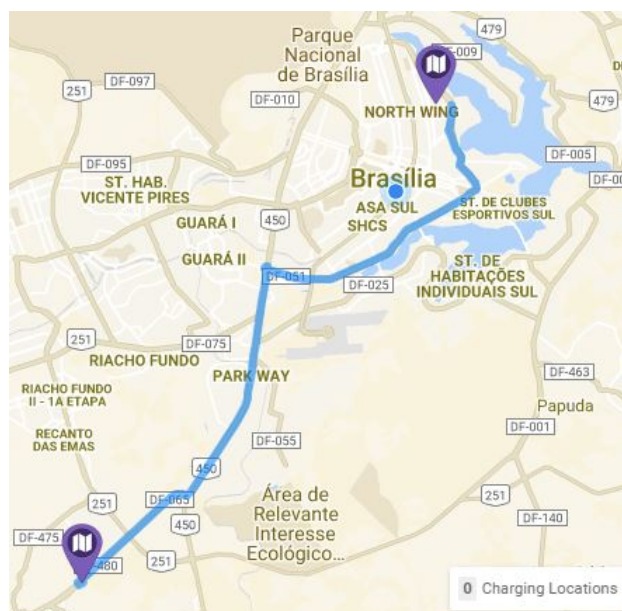 479
Parque
Nacional
de Brasília
DF-009
251
DF-097
DF-010
479
NORTH WING
DF-095
DF-005
ST. HAB.
VICENTE PIRES
Brasília
ASA SUL
SHCS
ST. DE CLUBES
ESPORTIVOS SUL
GUARÁ I
450
GUARÁ II
DF-051
DF-025
ST. DE
HABITAÇÕES
INDIVIDUAIS SUL
251
DF-075
RIACHO FUNDO
PARK WAY
DF-463
RIACHO FUNDO
II - 1A ETAPA
Papuda
RECANTO
DAS EMAS
DF-055
DF-001
450
DF-065
251
Área de
Relevante
Interesse
Ecológico...
251
450
DF-140
DF-475
-480
251
0 Charging Locations